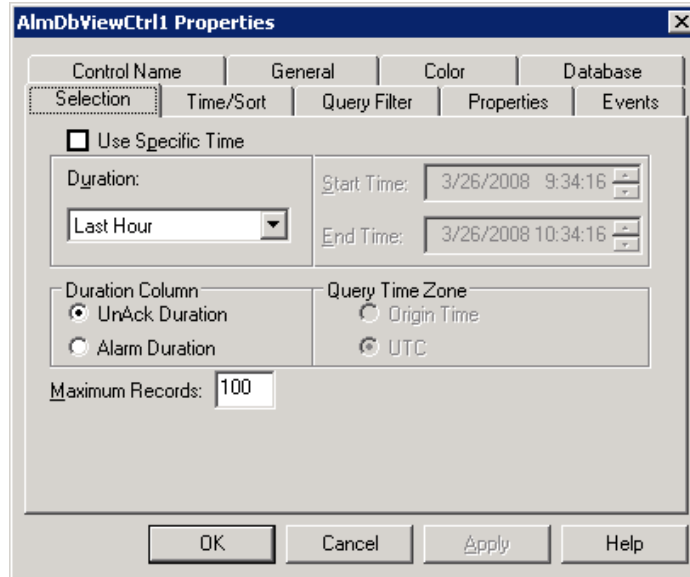 AlmDbViewCtrl1 Properties
Control Name General Color Database
Selection Time/Sort Query Filter Properties Events
Use Specific Time
Duration:
Last Hour
Start Time: 3/26/2008 9:34:16
End Time: 3/26/2008 10:34:16
Duration Column
UnAck Duration
Alarm Duration
Query Time Zone
Origin Time
UTC
Maximum Records: 100
OK Cancel Apply Help